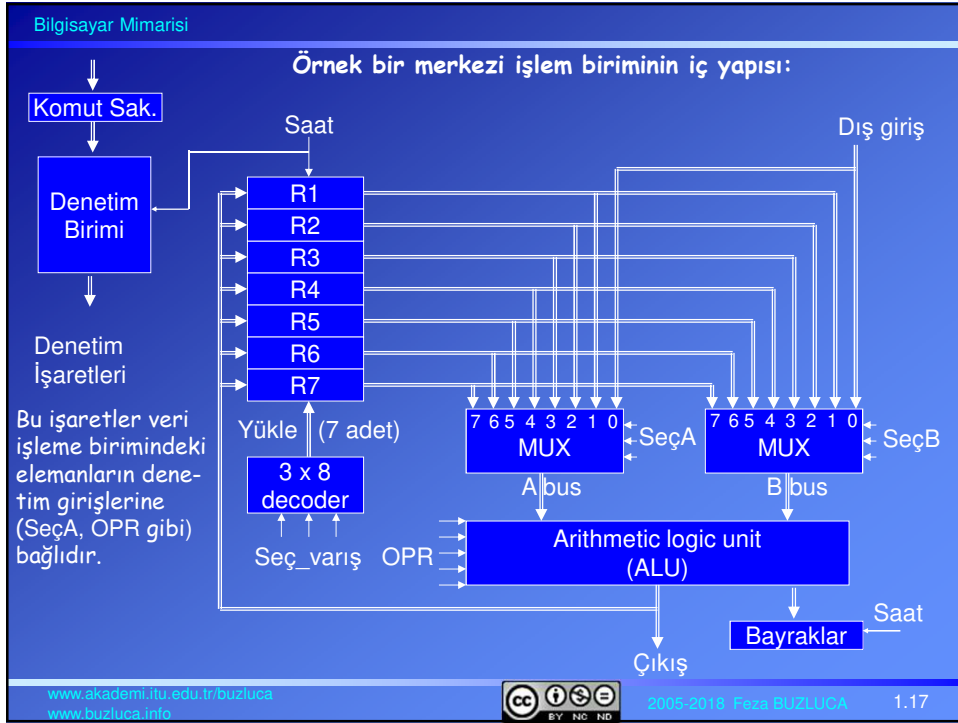 Bilgisayar Mimarisi
Örnek bir merkezi işlem biriminin iç yapısı:
Komut Sak.
Denetim
Birimi
Denetim
İşaretleri
Bu işaretler veri
işleme birimindeki
elemanların dene-
tim girişlerine
(SeçA, OPR gibi)
bağlıdır.
Saat
Dış giriş
R1
R2
R3
R4
R5
R6
R7
Yükle (7 adet)
3 x 8
decoder
Seç_varış
7 6 5 4 3 2 1 0
MUX
SeçA
7 6 5 4 3 2 1 0
MUX
SeçB
A bus
B bus
OPR
Arithmetic logic unit
(ALU)
Saat
Bayraklar
Çıkış
www.akademi.itu.edu.tr/buzluca
www.buzluca.info
cc
BY NC ND
2005-2018 Feza BUZLUCA
1.17